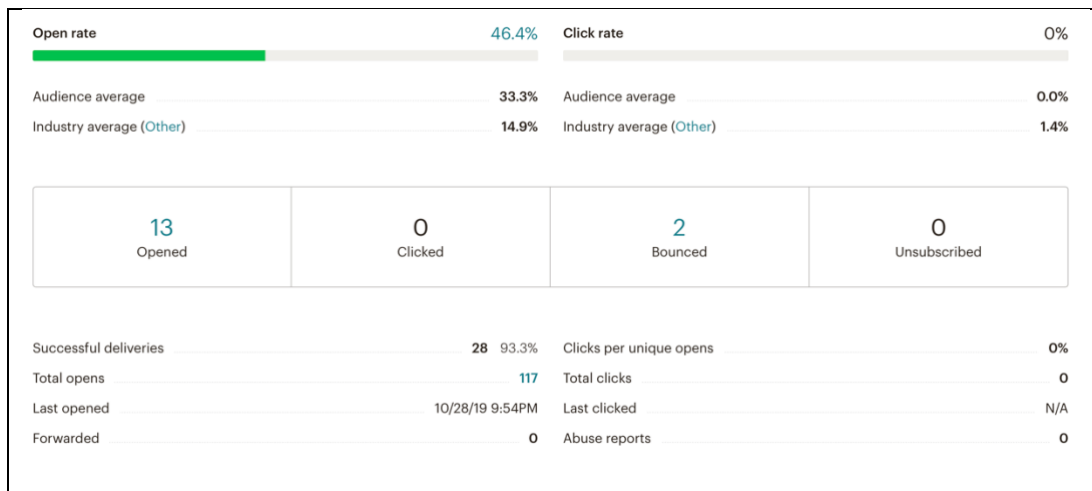 Open rate 46.4% Click rate 0%
Audience average 33.3% Audience average 0.0%
Industry average (Other) 14.9% Industry average (Other) 1.4%
13 0 2 0
Opened Clicked Bounced Unsubscribed
Successful deliveries 28 93.3% Clicks per unique opens 0%
Total opens 117 Total clicks 0
Last opened 10/28/19 9:54PM Last clicked N/A
Forwarded 0 Abuse reports 0